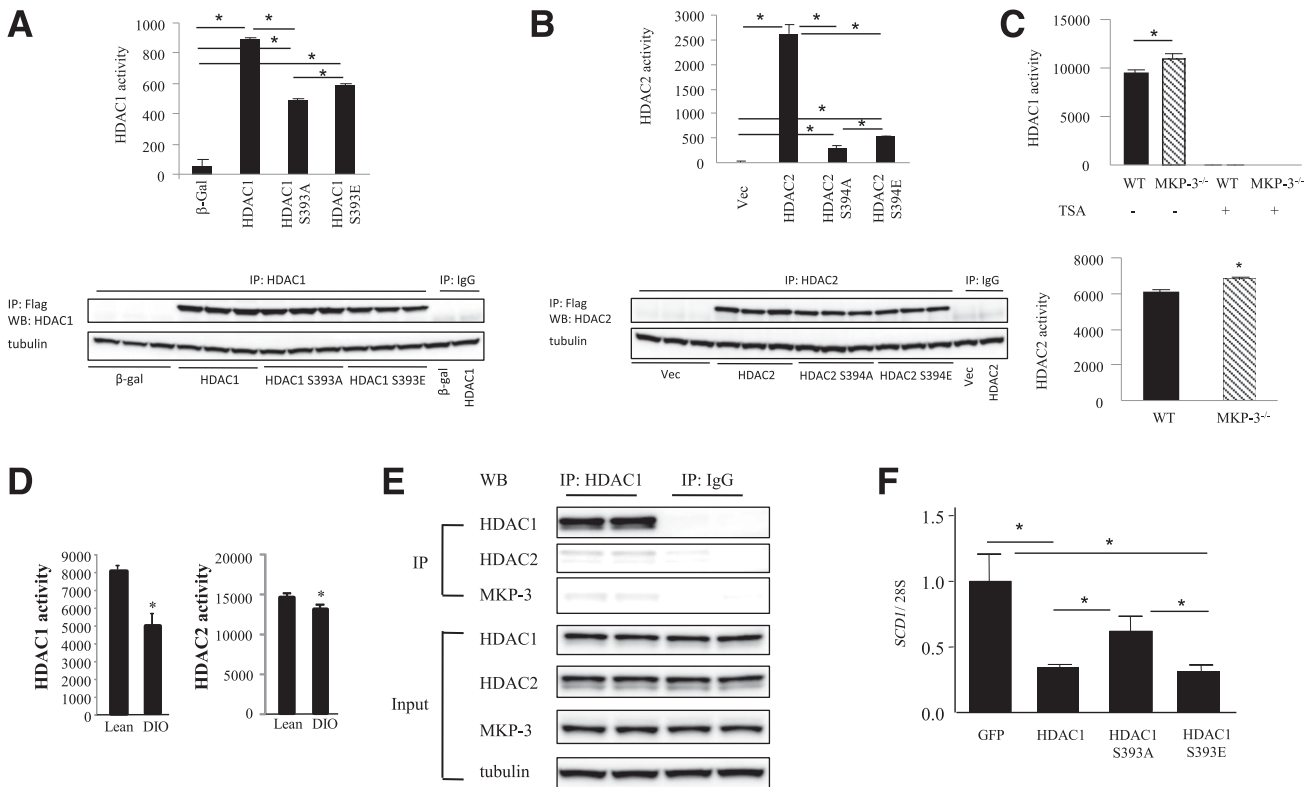 A
HDAC1 activity
1000
800
600
400
200
0
* * * * *
β-Gal
HDAC1
HDAC1 S393A
HDAC1 S393E
IP: HDAC1
IP: IgG
IP: Flag
WB: HDAC1
tubulin
β-gal
HDAC1
HDAC1 S393A
HDAC1 S393E
β-gal
HDAC1
B
HDAC2 activity
3000
2500
2000
1500
1000
500
0
* * * * * *
Vec
HDAC2
HDAC2 S394A
HDAC2 S394E
IP: HDAC2
IP: IgG
IP: Flag
WB: HDAC2
tubulin
Vec
HDAC2
HDAC2 S394A
HDAC2 S394E
Vec
HDAC2
C
HDAC1 activity
15000
10000
5000
0
*
WT MKP-3-/- WT MKP-3-/-
TSA - - + +
HDAC2 activity
8000
6000
4000
2000
0
*
WT MKP-3-/-
D
HDAC1 activity
9000
8000
7000
6000
5000
4000
3000
2000
1000
0
*
Lean DIO
HDAC2 activity
20000
15000
10000
5000
0
*
Lean DIO
E
WB IP: HDAC1 IP: IgG
IP
HDAC1
HDAC2
MKP-3
Input
HDAC1
HDAC2
MKP-3
tubulin
F
SCD1/ 28S
1.5
1.0
0.5
0.0
* * * *
GFP
HDAC1
HDAC1 S393A
HDAC1 S393E